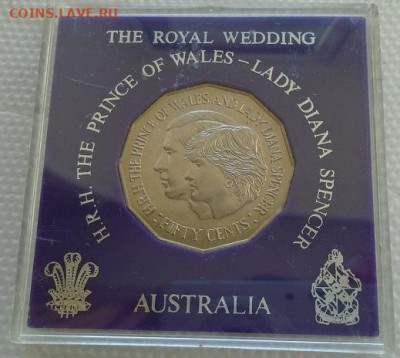 COINS.LAVE.RU
THE ROYAL WEDDING
H.R.H. THE PRINCE OF WALES – LADY DIANA SPENCER
H.R.H. THE PRINCE OF WALES AND LADY DIANA SPENCER
FIFTY CENTS
AUSTRALIA